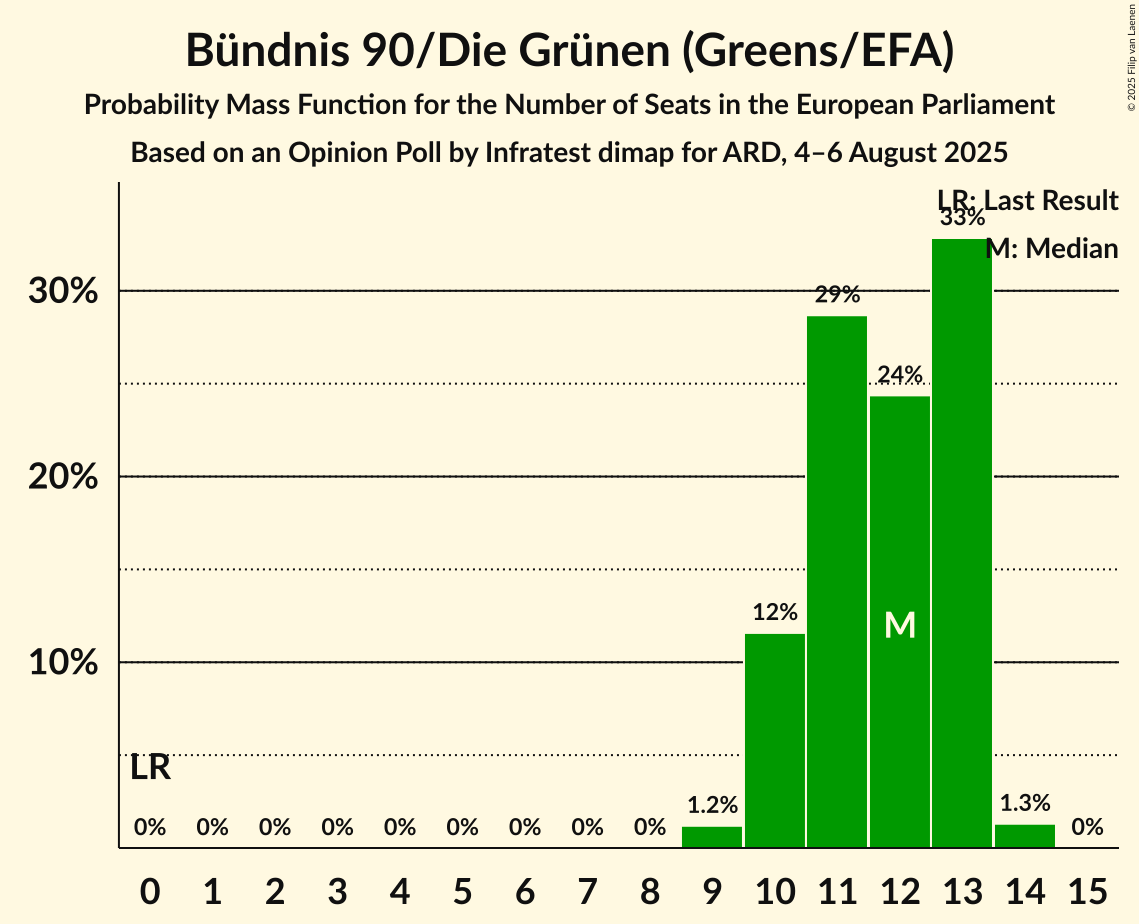 Bündnis 90/Die Grünen (Greens/EFA)
Probability Mass Function for the Number of Seats in the European Parliament
Based on an Opinion Poll by Infratest dimap for ARD, 4–6 August 2025
© 2025 Filip van Laenen
LR: Last Result
M: Median
33%
30%
29%
24%
20%
12%
M
10%
LR
0% 0% 0% 0% 0% 0% 0% 0% 0% 1.2% 1.3% 0%
0 1 2 3 4 5 6 7 8 9 10 11 12 13 14 15